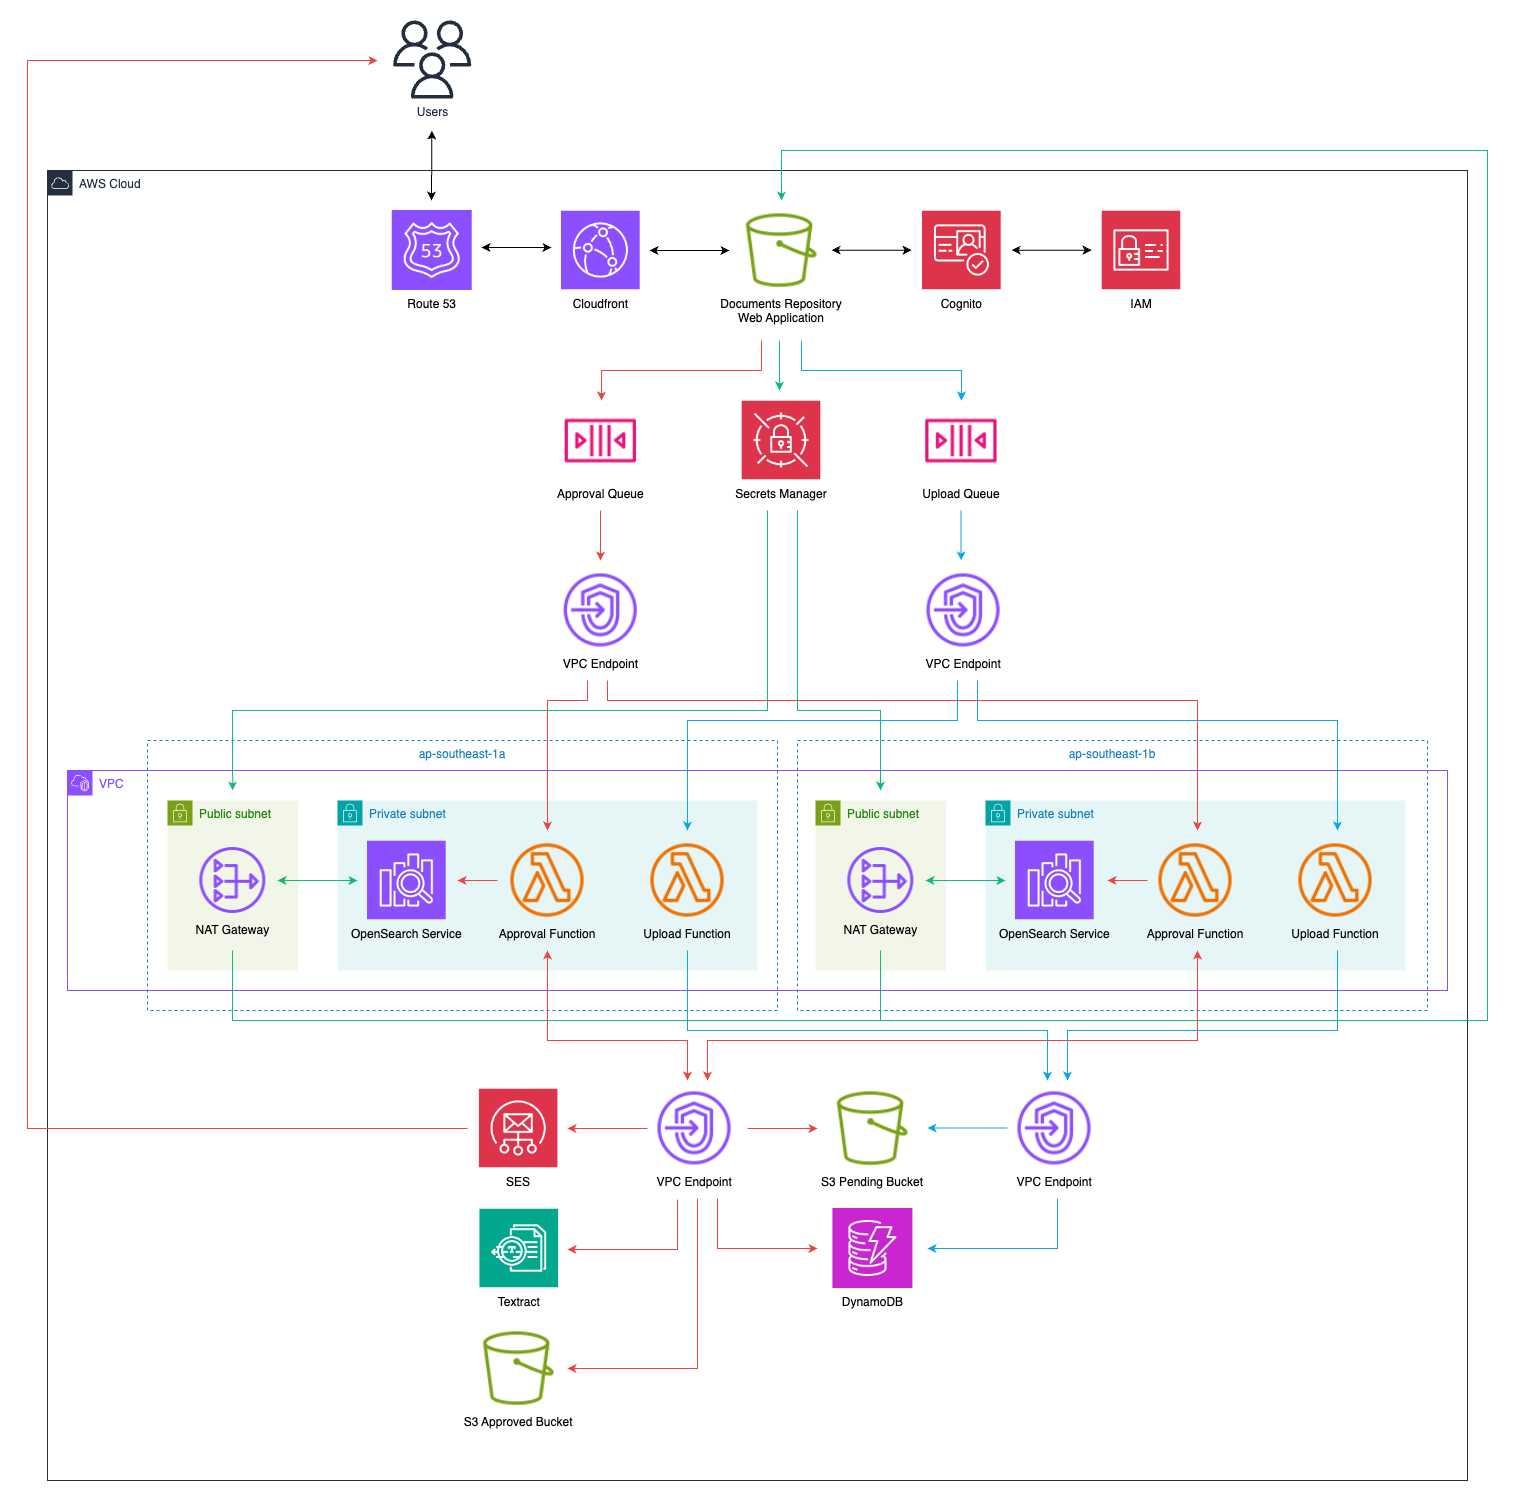 Users
AWS Cloud
53
Route 53
Cloudfront
Documents Repository
Web Application
Cognito
IAM
Approval Queue
Secrets Manager
Upload Queue
VPC Endpoint
VPC Endpoint
ap-southeast-1a
ap-southeast-1b
VPC
Public subnet
Private subnet
Public subnet
Private subnet
NAT Gateway
OpenSearch Service
Approval Function
Upload Function
NAT Gateway
OpenSearch Service
Approval Function
Upload Function
SES
VPC Endpoint
S3 Pending Bucket
VPC Endpoint
T
Textract
DynamoDB
S3 Approved Bucket